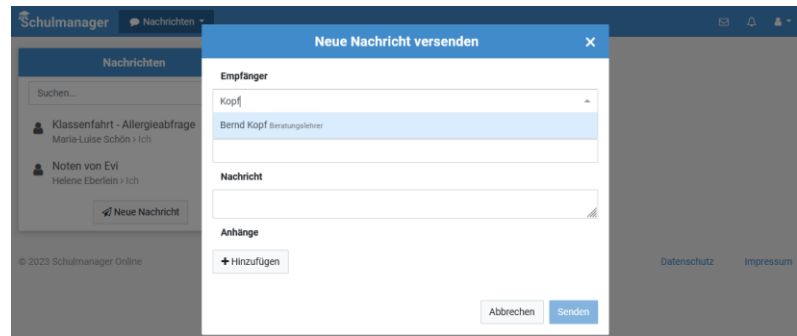 Schulmanager
Nachrichten
Nachrichten
Suchen...
Klassenfahrt - Allergieabfrage
Maria-Luise Schön > Ich
Noten von Evi
Helene Eberlein > Ich
Neue Nachricht
© 2023 Schulmanager Online
Neue Nachricht versenden
Empfänger
Kopf
Bernd Kopf Beratungslehrer
Nachricht
Anhänge
+ Hinzufügen
Abbrechen
Senden
Datenschutz
Impressum